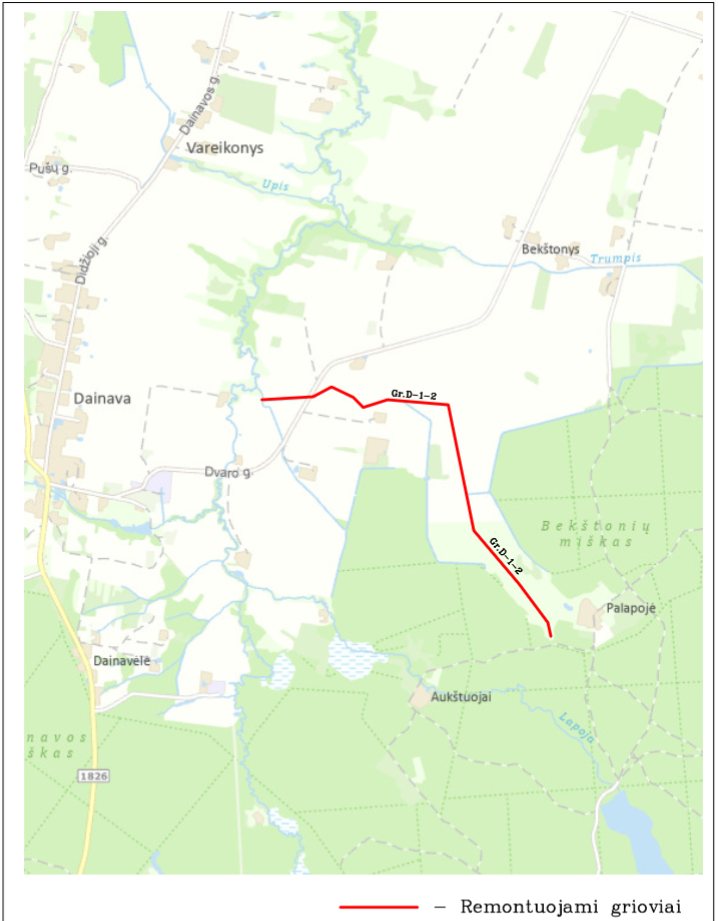 Dainavos g.
Vareikonys
Pušų g.
Upis
Didžioji g.
Bekštonys
Trumpis
Gr.D-1-2
Dainava
Dvaro g.
Bekštonių
miškas
Gr.D-1-2
Palapojė
Dainavėlė
Aukštuojai
Lapoja
navos
škas
1826
– Remontuojami grioviai